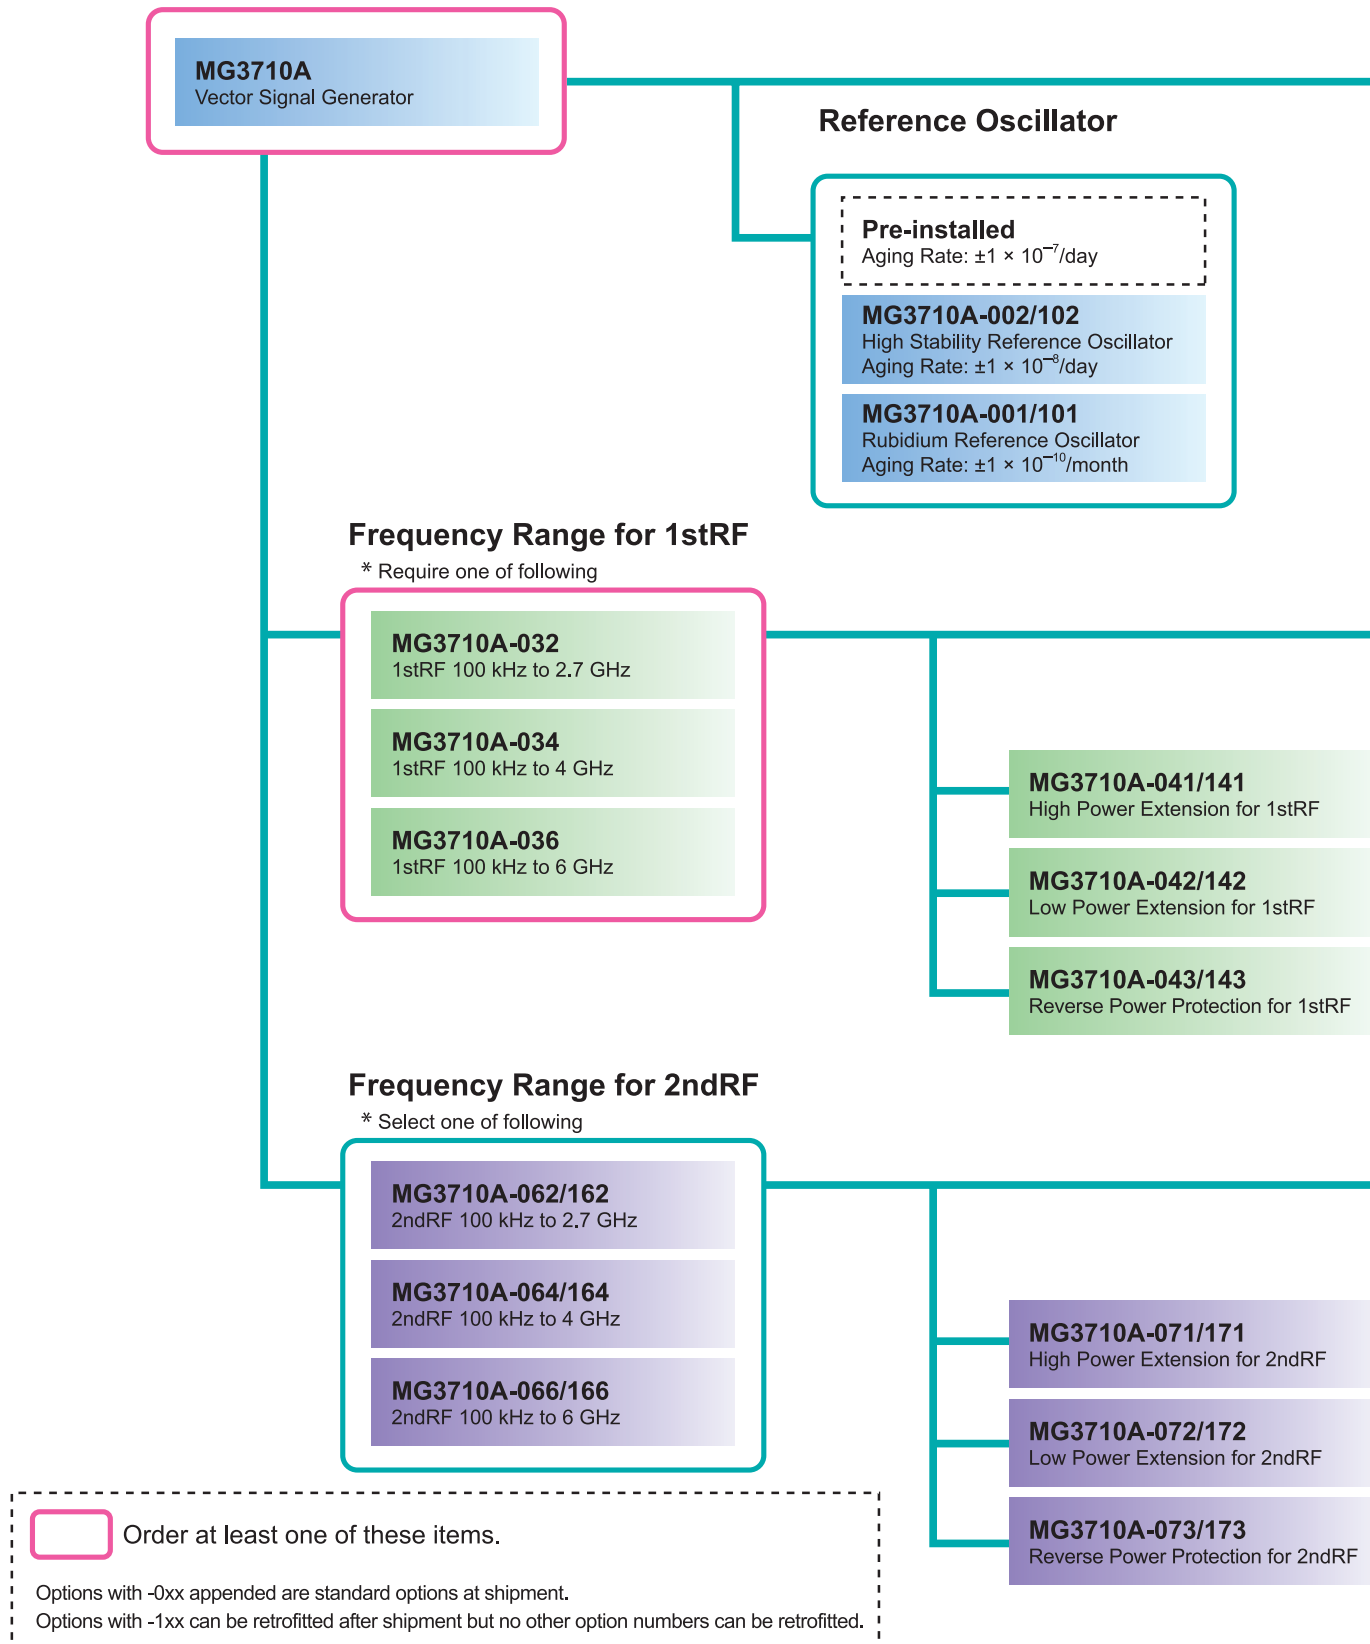 MG3710A
Vector Signal Generator
Reference Oscillator
Pre-installed
Aging Rate: ±1 × 10⁻⁷/day
MG3710A-002/102
High Stability Reference Oscillator
Aging Rate: ±1 × 10⁻⁸/day
MG3710A-001/101
Rubidium Reference Oscillator
Aging Rate: ±1 × 10⁻¹⁰/month
Frequency Range for 1stRF
* Require one of following
MG3710A-032
1stRF 100 kHz to 2.7 GHz
MG3710A-034
1stRF 100 kHz to 4 GHz
MG3710A-036
1stRF 100 kHz to 6 GHz
MG3710A-041/141
High Power Extension for 1stRF
MG3710A-042/142
Low Power Extension for 1stRF
MG3710A-043/143
Reverse Power Protection for 1stRF
Frequency Range for 2ndRF
* Select one of following
MG3710A-062/162
2ndRF 100 kHz to 2.7 GHz
MG3710A-064/164
2ndRF 100 kHz to 4 GHz
MG3710A-066/166
2ndRF 100 kHz to 6 GHz
MG3710A-071/171
High Power Extension for 2ndRF
MG3710A-072/172
Low Power Extension for 2ndRF
MG3710A-073/173
Reverse Power Protection for 2ndRF
Order at least one of these items.
Options with -0xx appended are standard options at shipment.
Options with -1xx can be retrofitted after shipment but no other option numbers can be retrofitted.